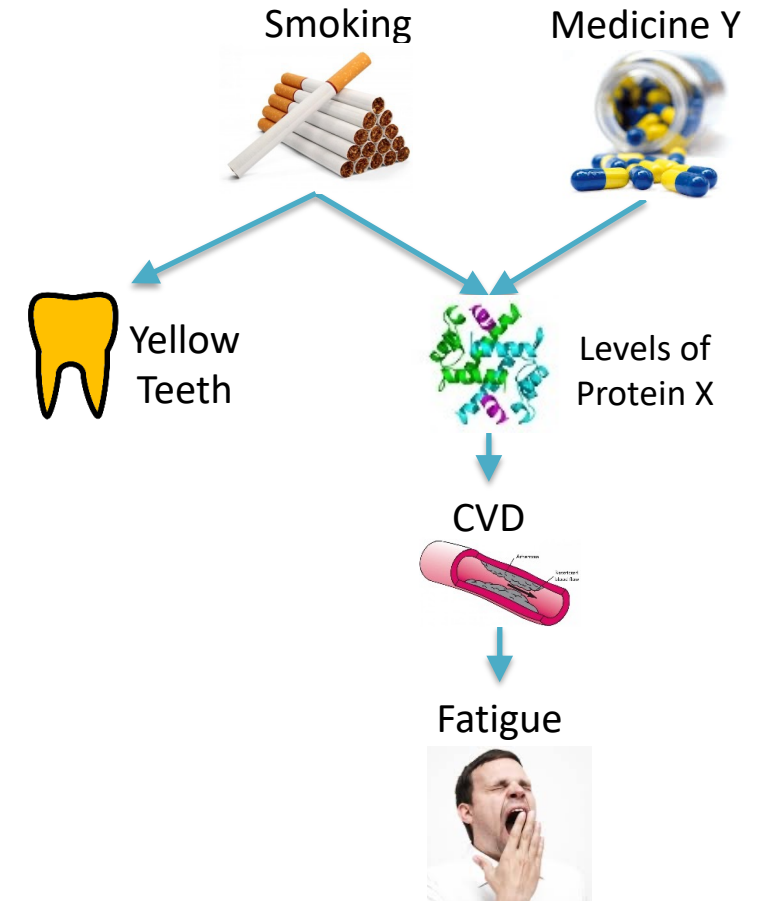 Smoking
Medicine Y
Yellow
Teeth
Levels of
Protein X
CVD
Fatigue